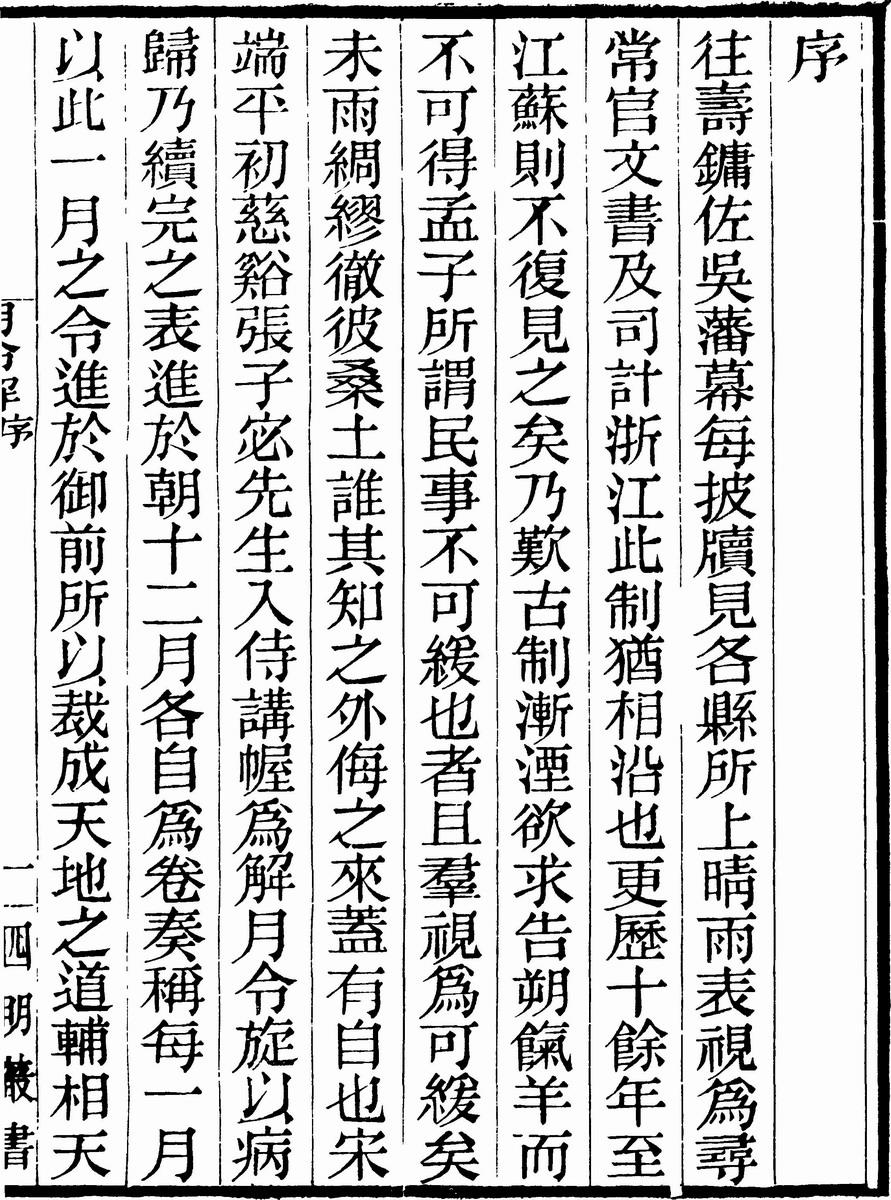 序
往壽鏞佐吳藩幕每披牘見各縣所上晴雨表視爲尋
常官文書及司計浙江此制猶相沿也更歷十餘年至
江蘇則不復見之矣乃歎古制漸湮欲求告朔餼羊而
不可得孟子所謂民事不可緩也者且羣視爲可緩矣
未雨綢繆徹彼桑土誰其知之外侮之來蓋有自也宋
端平初慈谿張子宓先生入侍講幄爲解月令旋以病
歸乃續完之表進於朝十二月各自爲卷奏稱每一月
以此一月之令進於御前所以裁成天地之道輔相天
月令解序
一 四明叢書